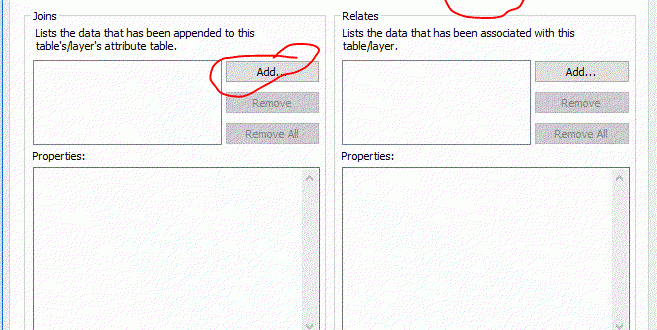 Joins
Lists the data that has been appended to this
table's/layer's attribute table.
Add...
Remove
Remove All
Properties:
Relates
Lists the data that has been associated with this
table/layer.
Add...
Remove
Remove All
Properties: